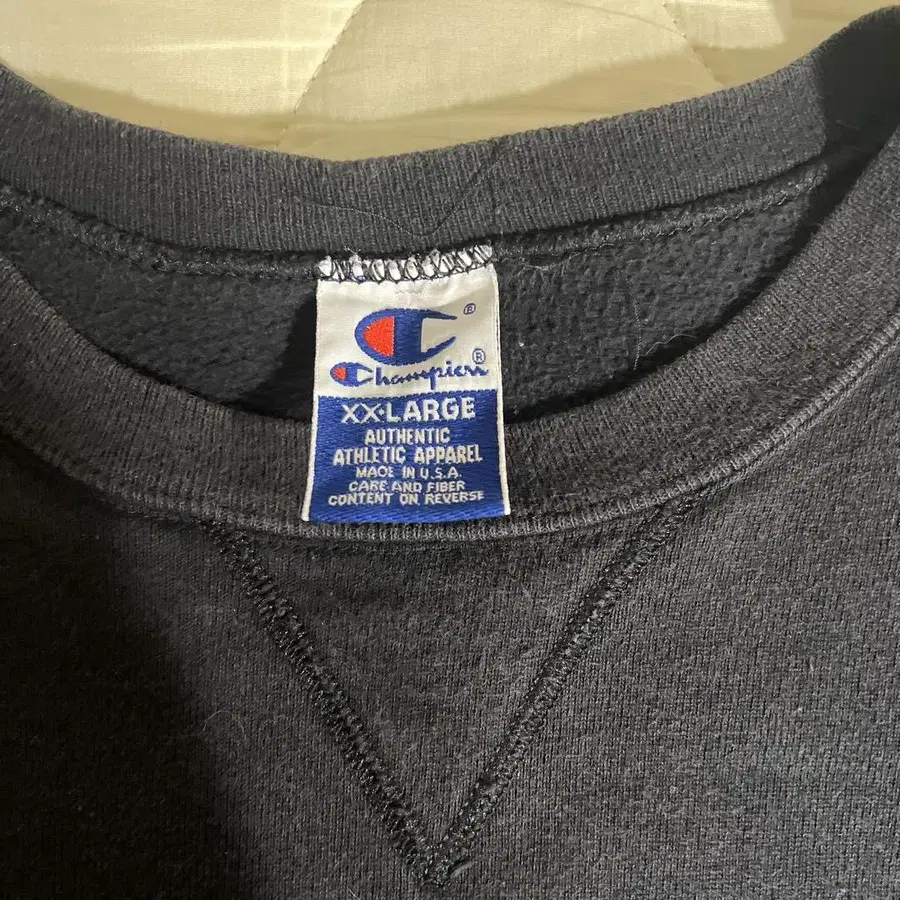 ®
Champion®
XX-LARGE
AUTHENTIC
ATHLETIC APPAREL
MADE IN U.S.A.
CARE AND FIBER
CONTENT ON REVERSE